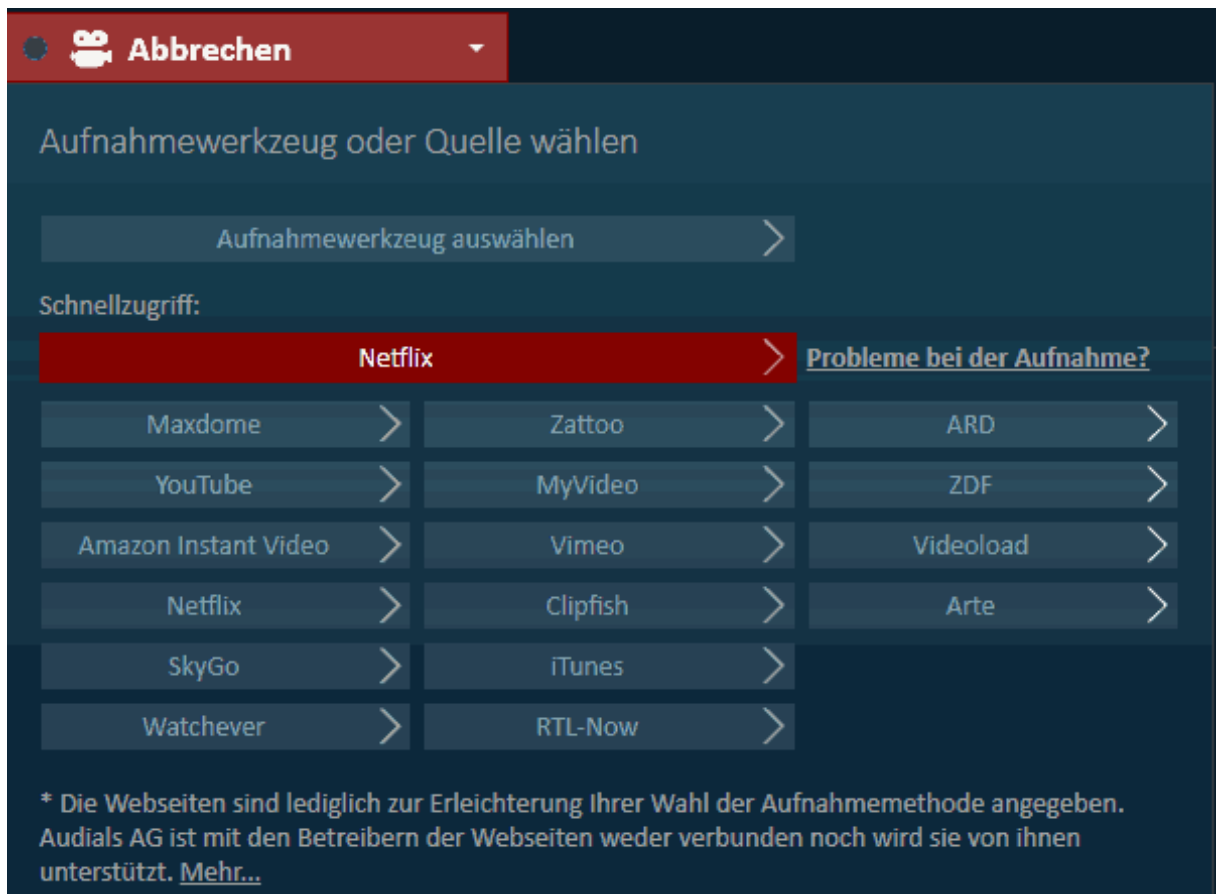 Abbrechen
Aufnahmewerkzeug oder Quelle wählen
Aufnahmewerkzeug auswählen
Schnellzugriff:
Netflix Probleme bei der Aufnahme?
Maxdome Zattoo ARD
YouTube MyVideo ZDF
Amazon Instant Video Vimeo Videoload
Netflix Clipfish Arte
SkyGo iTunes
Watchever RTL-Now
* Die Webseiten sind lediglich zur Erleichterung Ihrer Wahl der Aufnahmemethode angegeben.
Audials AG ist mit den Betreibern der Webseiten weder verbunden noch wird sie von ihnen
unterstützt. Mehr...